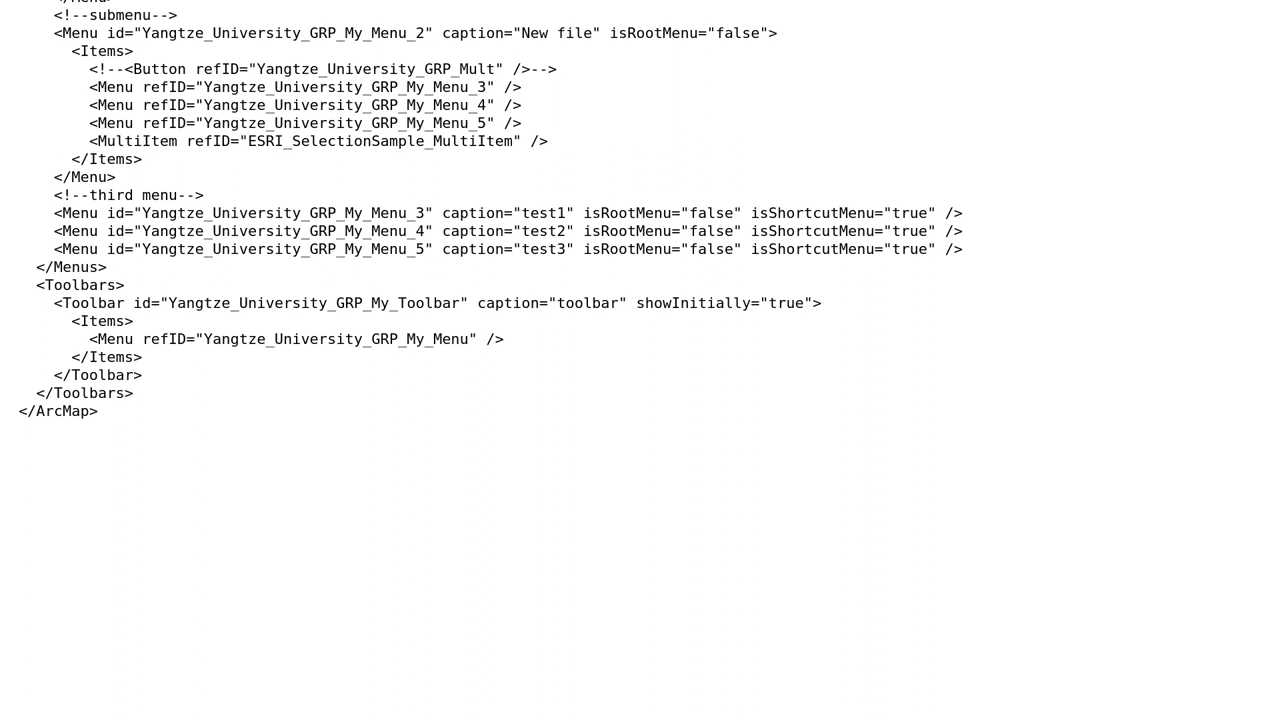 </Menu>
<!--submenu-->
<Menu id="Yangtze_University_GRP_My_Menu_2" caption="New file" isRootMenu="false">
<Items>
<!--<Button refID="Yangtze_University_GRP_Mult" />-->
<Menu refID="Yangtze_University_GRP_My_Menu_3" />
<Menu refID="Yangtze_University_GRP_My_Menu_4" />
<Menu refID="Yangtze_University_GRP_My_Menu_5" />
<MultiItem refID="ESRI_SelectionSample_MultiItem" />
</Items>
</Menu>
<!--third menu-->
<Menu id="Yangtze_University_GRP_My_Menu_3" caption="test1" isRootMenu="false" isShortcutMenu="true" />
<Menu id="Yangtze_University_GRP_My_Menu_4" caption="test2" isRootMenu="false" isShortcutMenu="true" />
<Menu id="Yangtze_University_GRP_My_Menu_5" caption="test3" isRootMenu="false" isShortcutMenu="true" />
</Menus>
<Toolbars>
<Toolbar id="Yangtze_University_GRP_My_Toolbar" caption="toolbar" showInitially="true">
<Items>
<Menu refID="Yangtze_University_GRP_My_Menu" />
</Items>
</Toolbar>
</Toolbars>
</ArcMap>